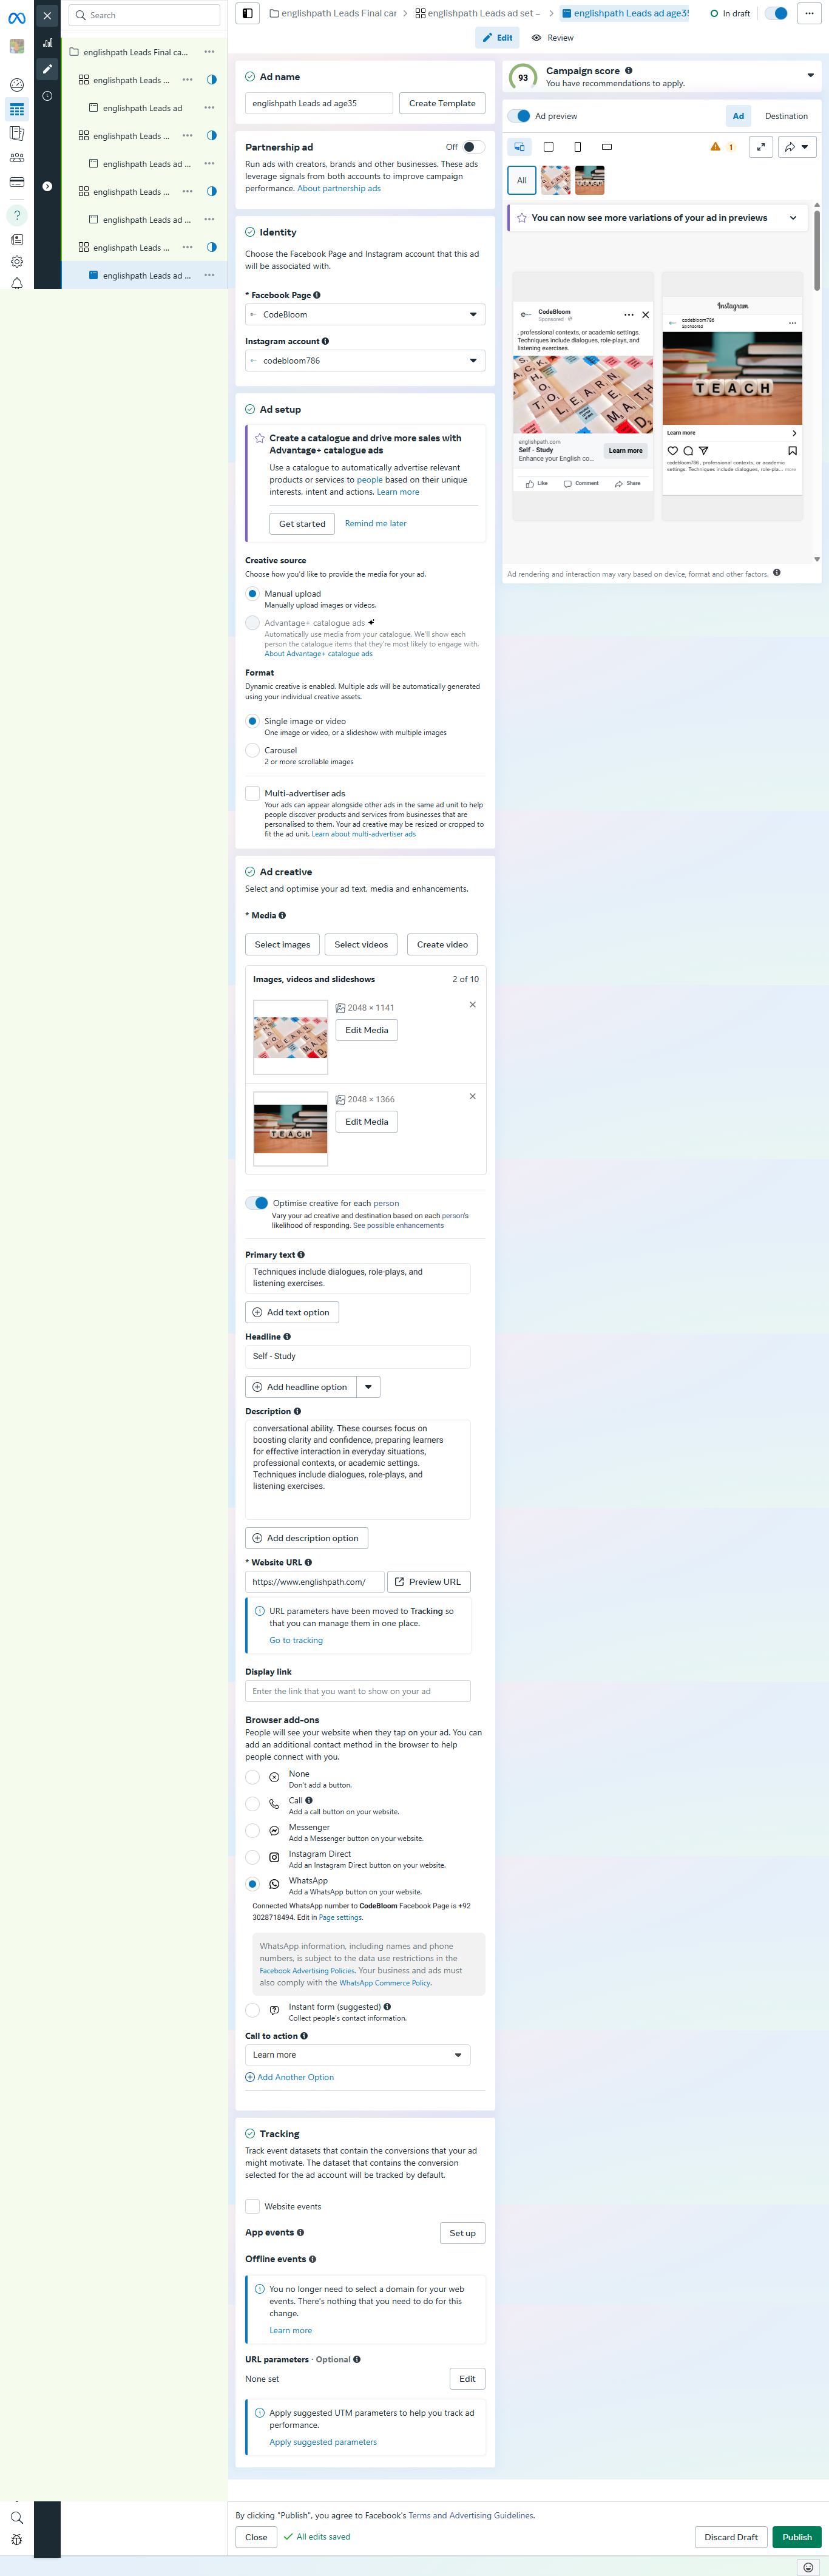 englishpath Leads Final car
englishpath Leads ad set –
englishpath Leads ad age35
In draft
Edit
Review
Search
englishpath Leads Final ca...
englishpath Leads ...
englishpath Leads ad
englishpath Leads ...
englishpath Leads ad ...
englishpath Leads ...
englishpath Leads ad ...
englishpath Leads ...
englishpath Leads ad ...
Ad name
englishpath Leads ad age35
Create Template
Partnership ad
Off
Run ads with creators, brands and other businesses. These ads
leverage signals from both accounts to improve campaign
performance. About partnership ads
Identity
Choose the Facebook Page and Instagram account that this ad
will be associated with.
* Facebook Page
CodeBloom
Instagram account
codebloom786
Ad setup
Create a catalogue and drive more sales with
Advantage+ catalogue ads
Use a catalogue to automatically advertise relevant
products or services to people based on their unique
interests, intent and actions. Learn more
Get started
Remind me later
Creative source
Choose how you'd like to provide the media for your ad.
Manual upload
Manually upload images or videos.
Advantage+ catalogue ads
Automatically use media from your catalogue. We'll show each
person the catalogue items that they're most likely to engage with.
About Advantage+ catalogue ads
Format
Dynamic creative is enabled. Multiple ads will be automatically generated
using your individual creative assets.
Single image or video
One image or video, or a slideshow with multiple images
Carousel
2 or more scrollable images
Multi-advertiser ads
Your ads can appear alongside other ads in the same ad unit to help
people discover products and services from businesses that are
personalised to them. Your ad creative may be resized or cropped to
fit the ad unit. Learn about multi-advertiser ads
Ad creative
Select and optimise your ad text, media and enhancements.
* Media
Select images
Select videos
Create video
Images, videos and slideshows
2 of 10
2048 × 1141
Edit Media
2048 × 1366
Edit Media
TEACH
Optimise creative for each person
Vary your ad creative and destination based on each person's
likelihood of responding. See possible enhancements
Primary text
Techniques include dialogues, role-plays, and
listening exercises.
Add text option
Headline
Self - Study
Add headline option
Description
conversational ability. These courses focus on
boosting clarity and confidence, preparing learners
for effective interaction in everyday situations,
professional contexts, or academic settings.
Techniques include dialogues, role-plays, and
listening exercises.
Add description option
* Website URL
https://www.englishpath.com/
Preview URL
URL parameters have been moved to Tracking so
that you can manage them in one place.
Go to tracking
Display link
Enter the link that you want to show on your ad
Browser add-ons
People will see your website when they tap on your ad. You can
add an additional contact method in the browser to help
people connect with you.
None
Don't add a button.
Call
Add a call button on your website.
Messenger
Add a Messenger button on your website.
Instagram Direct
Add an Instagram Direct button on your website.
WhatsApp
Add a WhatsApp button on your website.
Connected WhatsApp number to CodeBloom Facebook Page is +92
3028718494. Edit in Page settings.
WhatsApp information, including names and phone
numbers, is subject to the data use restrictions in the
Facebook Advertising Policies. Your business and ads must
also comply with the WhatsApp Commerce Policy.
Instant form (suggested)
Collect people's contact information.
Call to action
Learn more
Add Another Option
Tracking
Track event datasets that contain the conversions that your ad
might motivate. The dataset that contains the conversion
selected for the ad account will be tracked by default.
Website events
App events
Set up
Offline events
You no longer need to select a domain for your web
events. There's nothing that you need to do for this
change.
Learn more
URL parameters · Optional
None set
Edit
Apply suggested UTM parameters to help you track ad
performance.
Apply suggested parameters
93
Campaign score
You have recommendations to apply.
Ad preview
Ad
Destination
1
All
You can now see more variations of your ad in previews
CodeBloom
Sponsored
, professional contexts, or academic settings.
Techniques include dialogues, role-plays, and
listening exercises.
TO LEARN
MATH
englishpath.com
Self - Study
Enhance your English co...
Learn more
Like
Comment
Share
Instagram
codebloom786
Sponsored
TEACH
Learn more
codebloom786 , professional contexts, or academic
settings. Techniques include dialogues, role-pla... more
Ad rendering and interaction may vary based on device, format and other factors.
By clicking "Publish", you agree to Facebook's Terms and Advertising Guidelines.
Close
All edits saved
Discard Draft
Publish